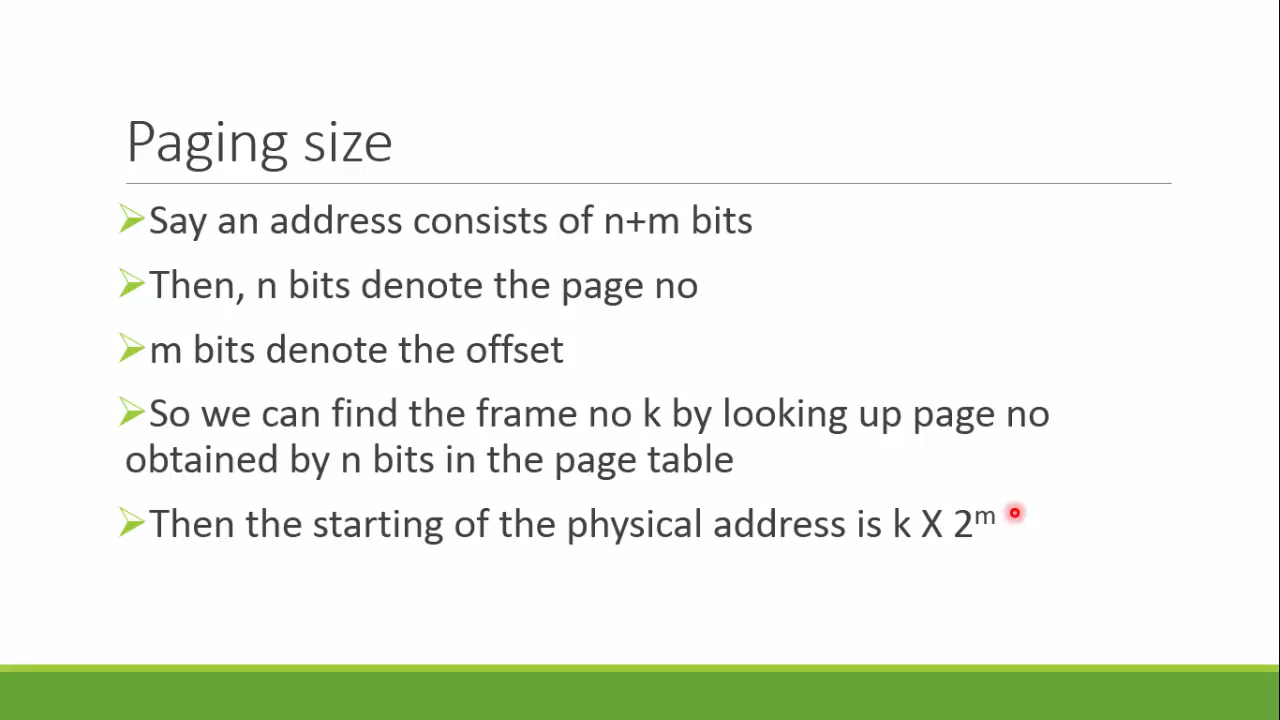 Paging size
➢Say an address consists of n+m bits
➢Then, n bits denote the page no
➢m bits denote the offset
➢So we can find the frame no k by looking up page no
obtained by n bits in the page table
➢Then the starting of the physical address is k X 2ᵐ